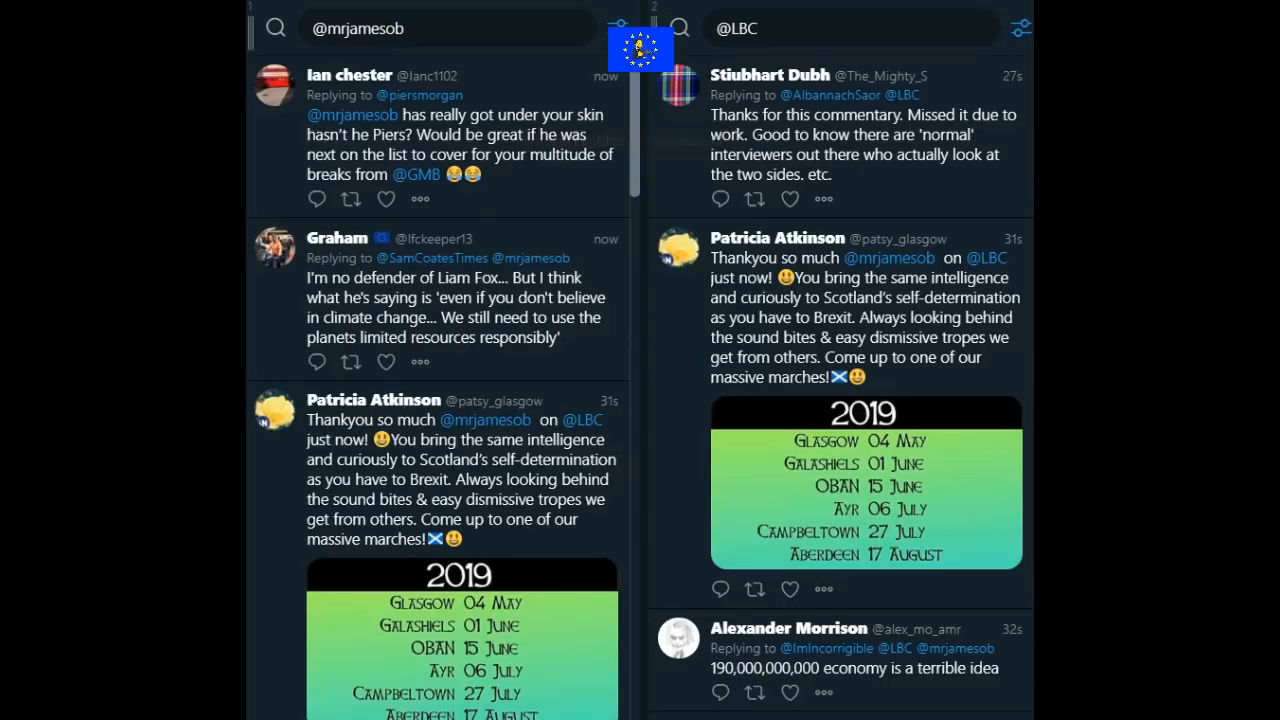 1
@mrjamesob
Ian chester @Ianc1102 now
Replying to @piersmorgan
@mrjamesob has really got under your skin
hasn't he Piers? Would be great if he was
next on the list to cover for your multitude of
breaks from @GMB 😂😂
Graham 🇪🇺 @lfckeeper13 now
Replying to @SamCoatesTimes @mrjamesob
I'm no defender of Liam Fox... But I think
what he's saying is 'even if you don't believe
in climate change... We still need to use the
planets limited resources responsibly'
Patricia Atkinson @patsy_glasgow 31s
Thankyou so much @mrjamesob on @LBC
just now! 😃You bring the same intelligence
and curiously to Scotland's self-determination
as you have to Brexit. Always looking behind
the sound bites & easy dismissive tropes we
get from others. Come up to one of our
massive marches!🏴󠁧󠁢󠁳󠁣󠁴󠁿😃
2019
Glasgow 04 May
Galashiels 01 June
Oban 15 June
Ayr 06 July
Campbeltown 27 July
Aberdeen 17 August
2
@LBC
Stiubhart Dubh @The_Mighty_S 27s
Replying to @AlbannachSaor @LBC
Thanks for this commentary. Missed it due to
work. Good to know there are 'normal'
interviewers out there who actually look at
the two sides. etc.
Patricia Atkinson @patsy_glasgow 31s
Thankyou so much @mrjamesob on @LBC
just now! 😃You bring the same intelligence
and curiously to Scotland's self-determination
as you have to Brexit. Always looking behind
the sound bites & easy dismissive tropes we
get from others. Come up to one of our
massive marches!🏴󠁧󠁢󠁳󠁣󠁴󠁿😃
2019
Glasgow 04 May
Galashiels 01 June
Oban 15 June
Ayr 06 July
Campbeltown 27 July
Aberdeen 17 August
Alexander Morrison @alex_mo_amr 32s
Replying to @ImIncorrigible @LBC @mrjamesob
190,000,000,000 economy is a terrible idea